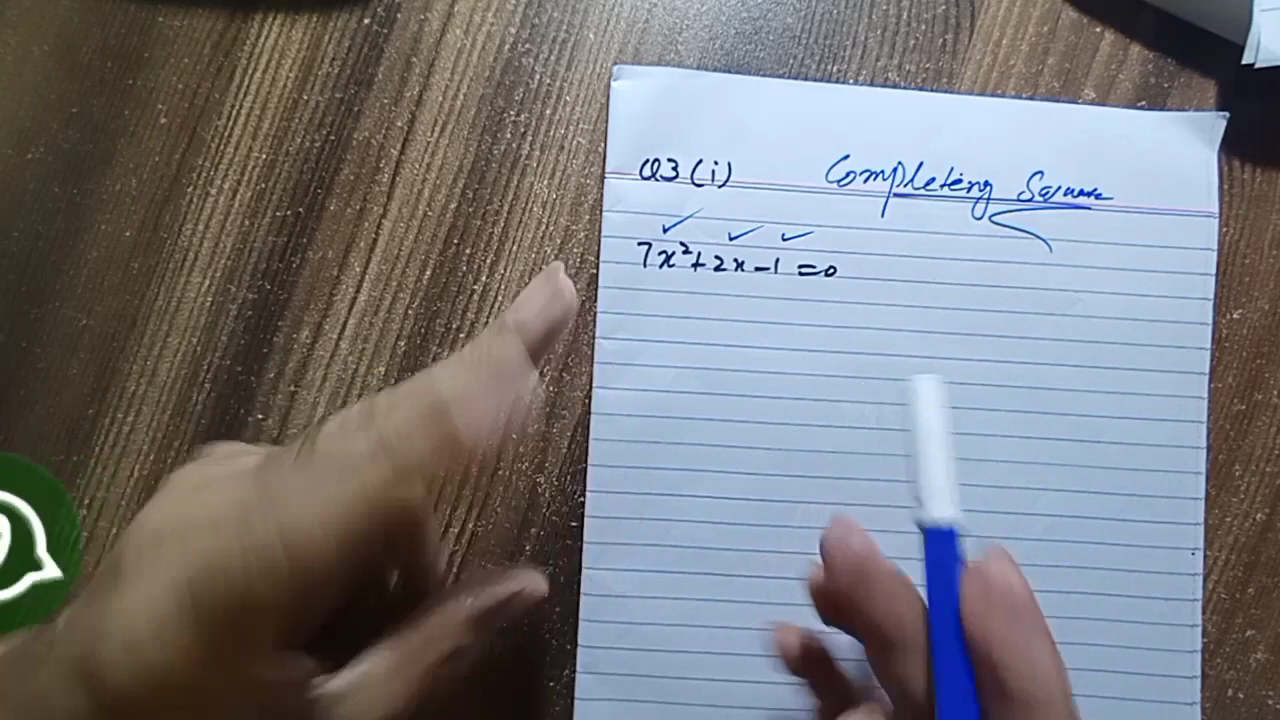 Q3 (i) Completing Square
7x²+2x-1=0